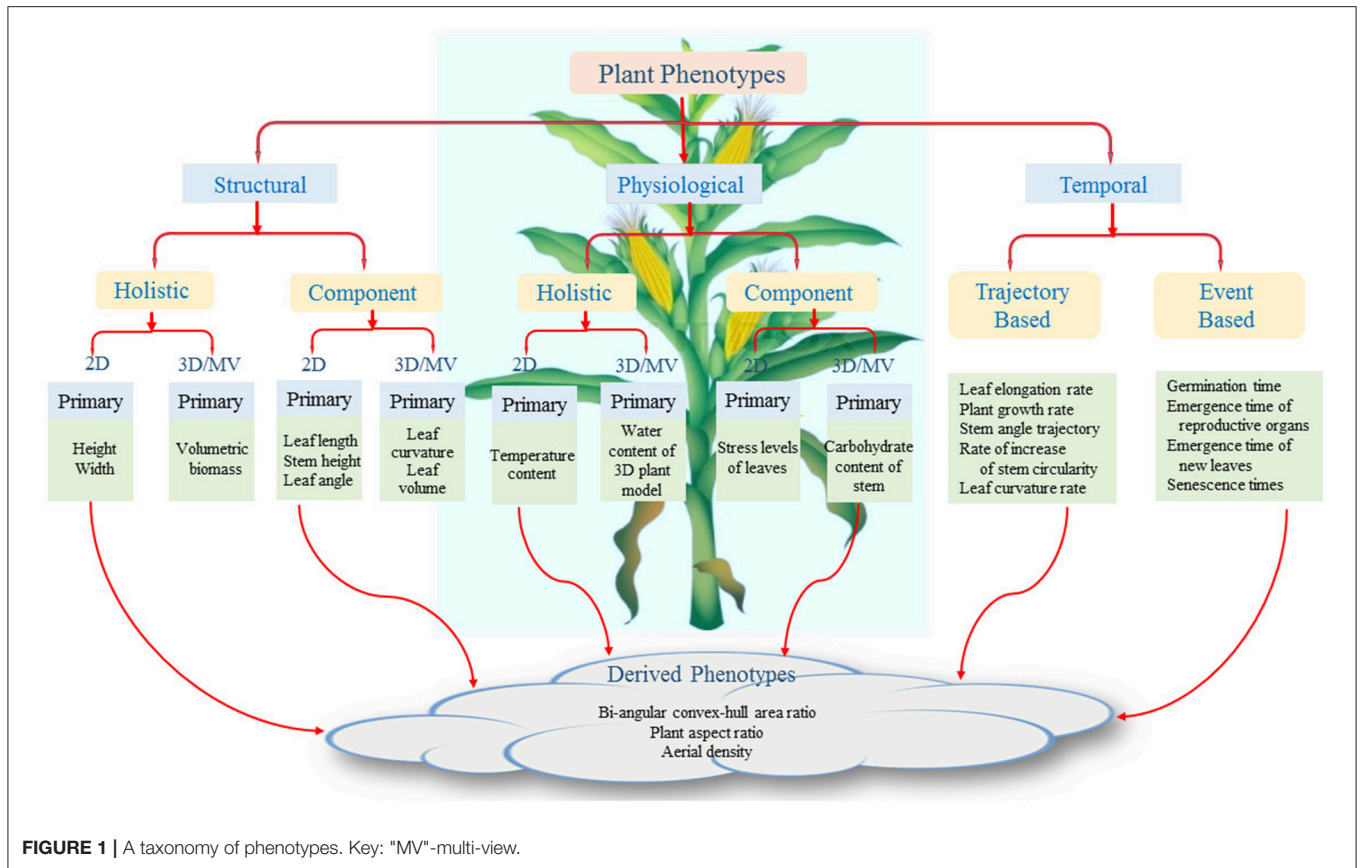 Plant Phenotypes
Structural
Physiological
Temporal
Holistic
Component
Holistic
Component
Trajectory
Based
Event
Based
2D
3D/MV
2D
3D/MV
2D
3D/MV
2D
3D/MV
Primary
Height
Width
Primary
Volumetric
biomass
Primary
Leaf length
Stem height
Leaf angle
Primary
Leaf
curvature
Leaf
volume
Primary
Temperature
content
Primary
Water
content of
3D plant
model
Primary
Stress levels
of leaves
Primary
Carbohydrate
content of
stem
Leaf elongation rate
Plant growth rate
Stem angle trajectory
Rate of increase
of stem circularity
Leaf curvature rate
Germination time
Emergence time of
reproductive organs
Emergence time of
new leaves
Senescence times
Derived Phenotypes
Bi-angular convex-hull area ratio
Plant aspect ratio
Aerial density
FIGURE 1 | A taxonomy of phenotypes. Key: "MV"-multi-view.